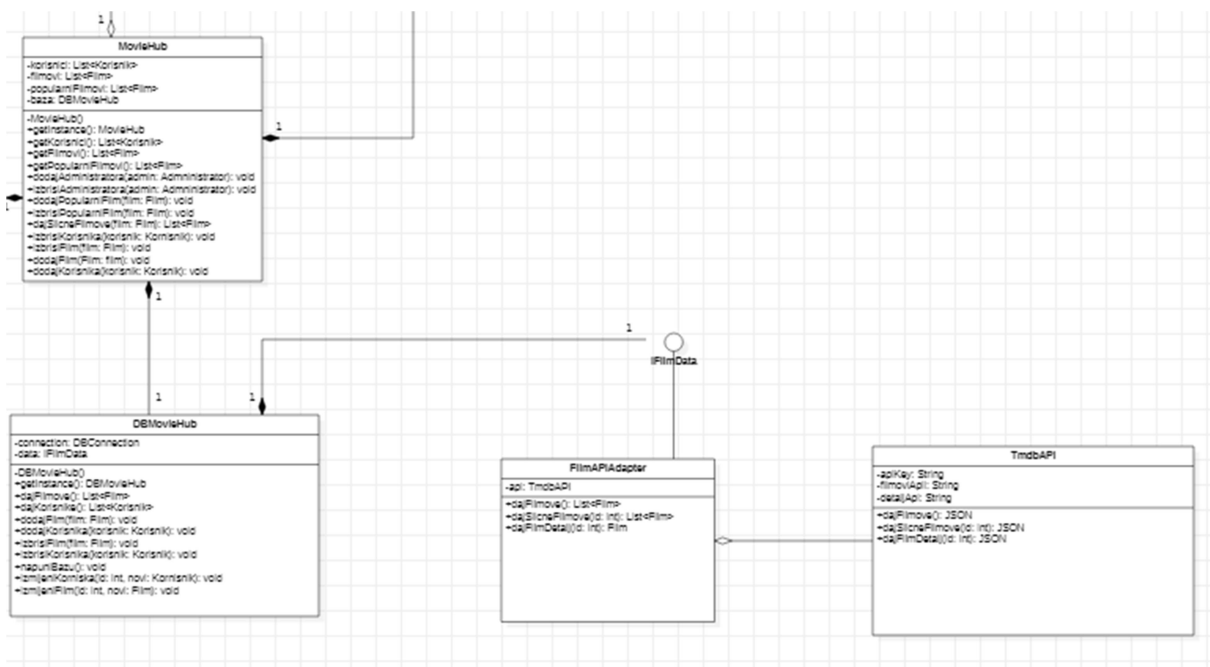 1
MovieHub
-korisnici: List<Korisnik>
-filmovi: List<Film>
-popularniFilmovi: List<Film>
-baza: DBMovieHub
-MovieHub()
+getInstance(): MovieHub
+getKorisnici(): List<Korisnik>
+getFilmovi(): List<Film>
+getPopularniFilmovi(): List<Film>
+dodajAdministratora(admin: Admninistrator): void
+izbrisiAdministratora(admin: Admninistrator): void
+dodajPopularniFilm(film: Film): void
+izbrisiPopularniFilm(film: Film): void
+dajSlicneFilmove(film: Film): List<Film>
+izbrisiKorisnika(korisnik: Kornisnik): void
+izbrisiFilm(film: Film): void
+dodajFilm(Film: film): void
+dodajKorisnika(korisnik: Korisnik): void
1
1
1
1
1
IFilmData
DBMovieHub
-connection: DBConnection
-data: IFilmData
-DBMovieHub()
+getInstance(): DBMovieHub
+dajFilmove(): List<Film>
+dajKorisnike(): List<Korisnik>
+dodajFilm(film: Film): void
+dodajKorisnika(korisnik: Korisnik): void
+izbrisiFilm(film: Film): void
+izbrisiKorisnika(korisnik: Korisnik): void
+napuniBazu(): void
+izmijeniKorniska(id: int, novi: Kornisnik): void
+izmijeniFilm(id: int, novi: Film): void
FilmAPIAdapter
-api: TmdbAPI
+dajFilmove(): List<Film>
+dajSlicneFilmove(id: int): List<Film>
+dajFilmDetalj(id: int): Film
TmdbAPI
-apiKey: String
-filmoviApi: String
-detaljApi: String
+dajFilmove(): JSON
+dajSlicneFilmove(id: int): JSON
+dajFilmDetalj(id: int): JSON